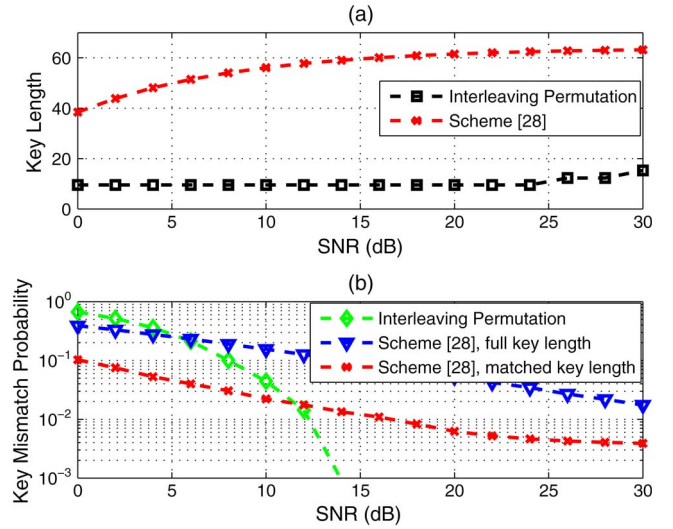 (a)
Key Length
60
40
20
0
Interleaving Permutation
Scheme [28]
0 5 10 15 20 25 30
SNR (dB)
(b)
Key Mismatch Probability
10^0
10^-1
10^-2
10^-3
Interleaving Permutation
Scheme [28], full key length
Scheme [28], matched key length
0 5 10 15 20 25 30
SNR (dB)